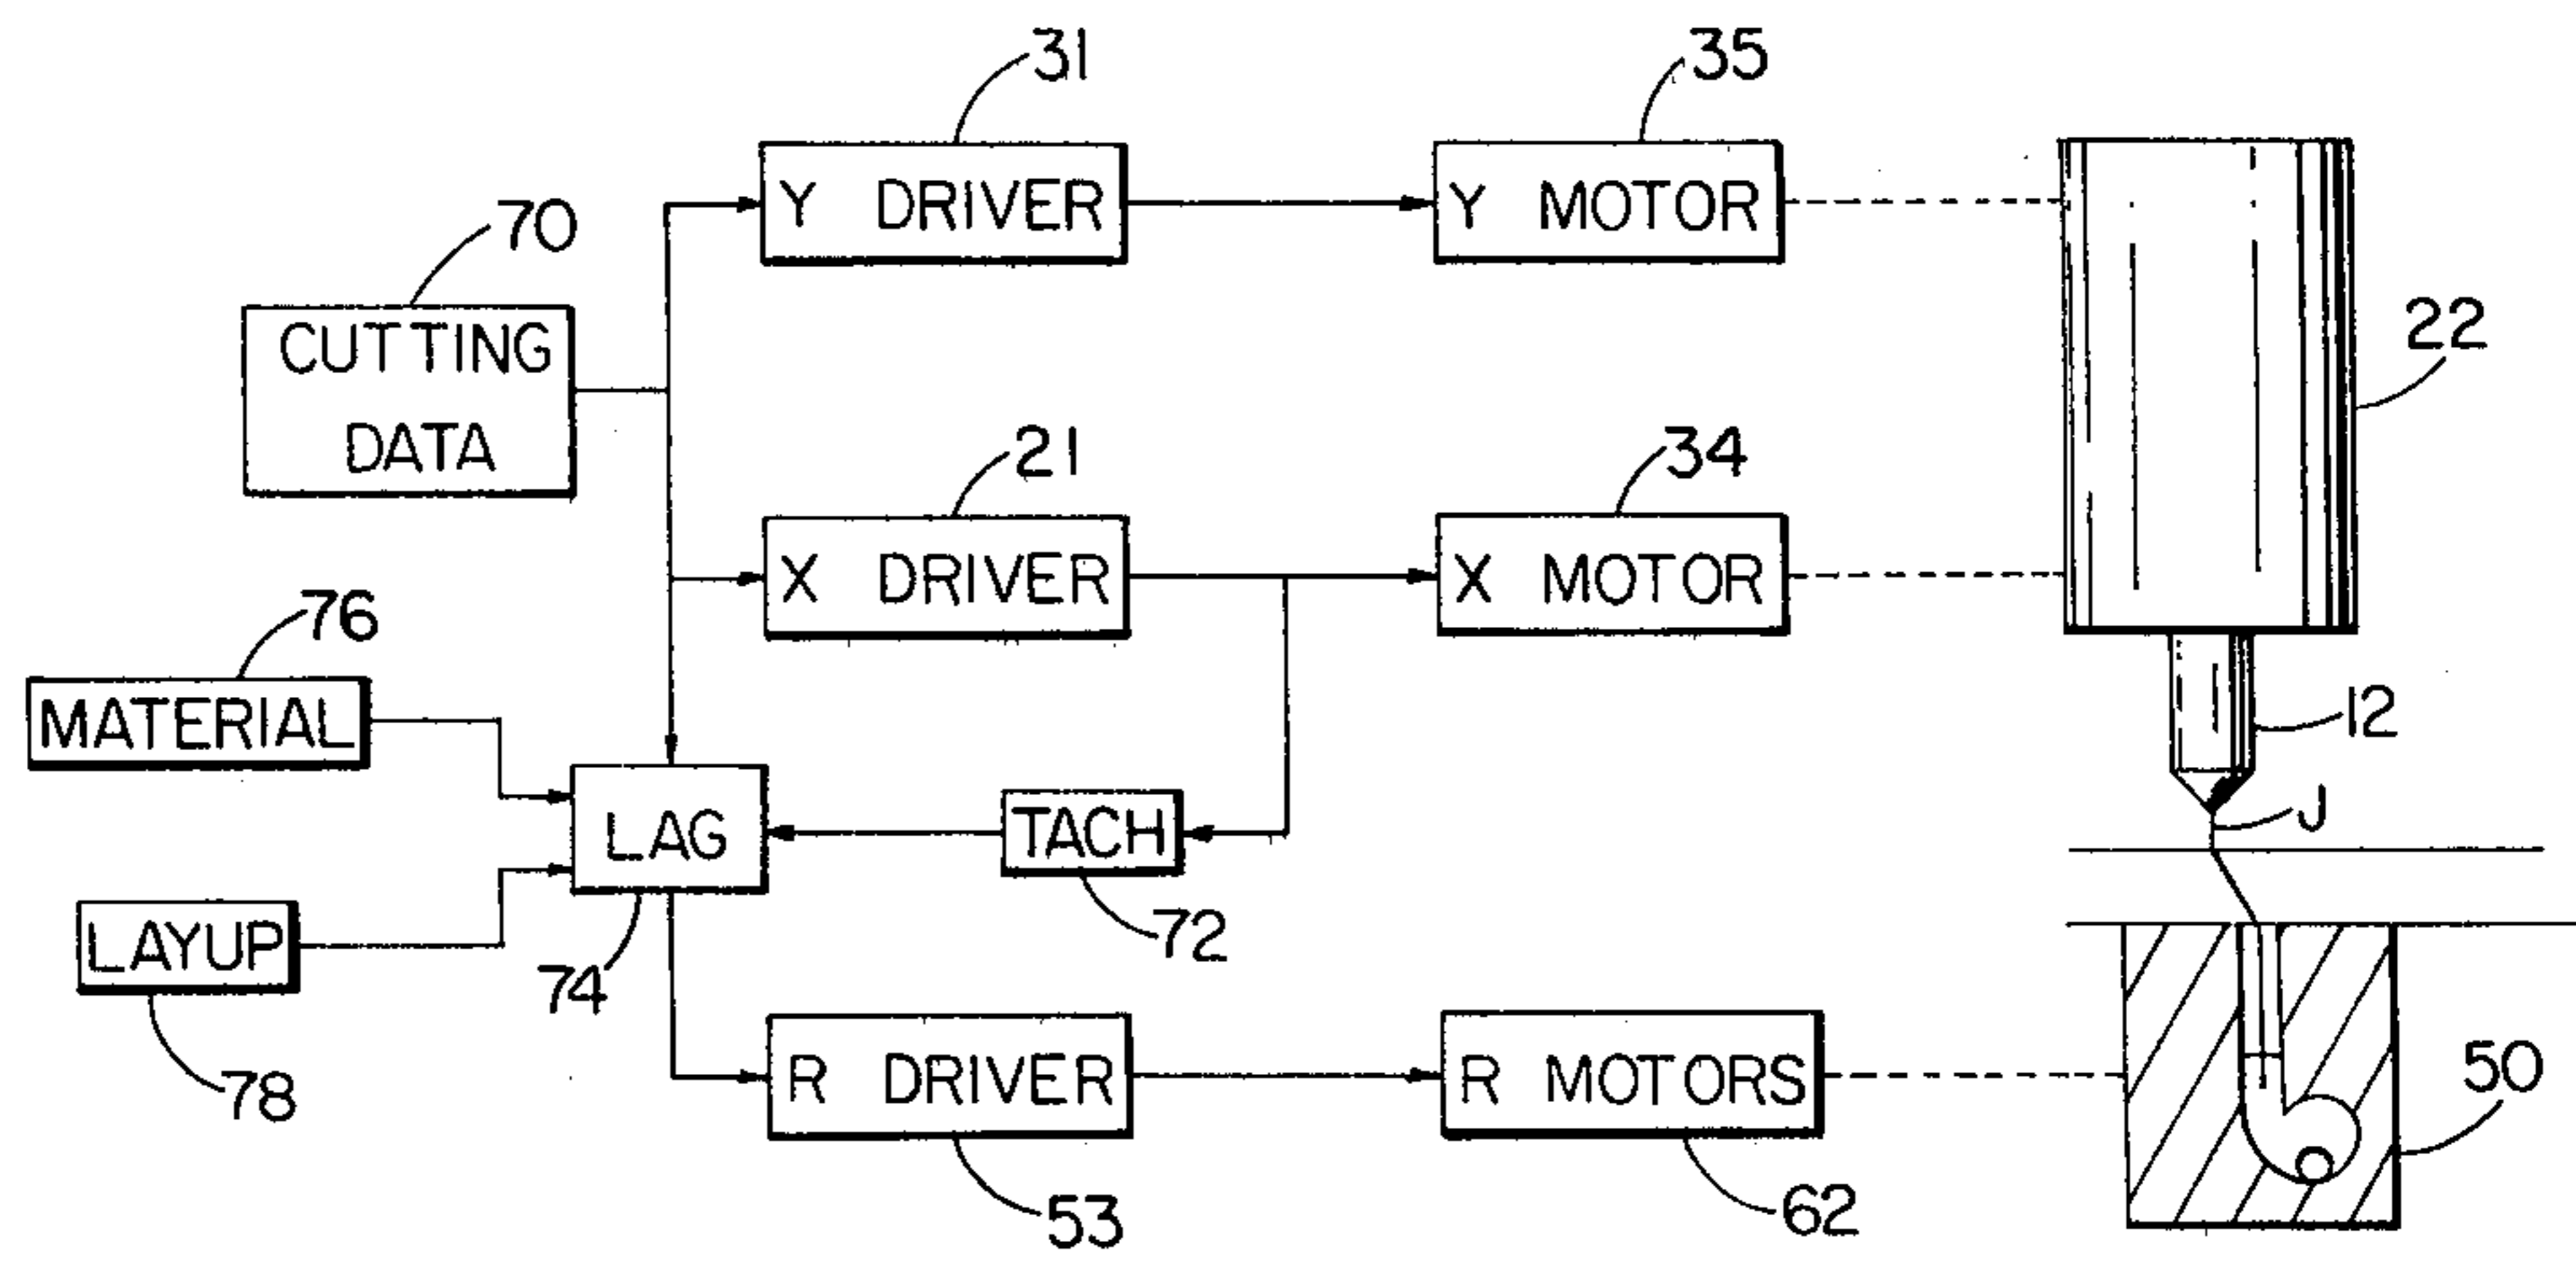 31
35
Y DRIVER
Y MOTOR
70
CUTTING
DATA
22
21
34
X DRIVER
X MOTOR
76
MATERIAL
12
LAG
TACH
J
LAYUP
74
72
78
R DRIVER
R MOTORS
50
53
62